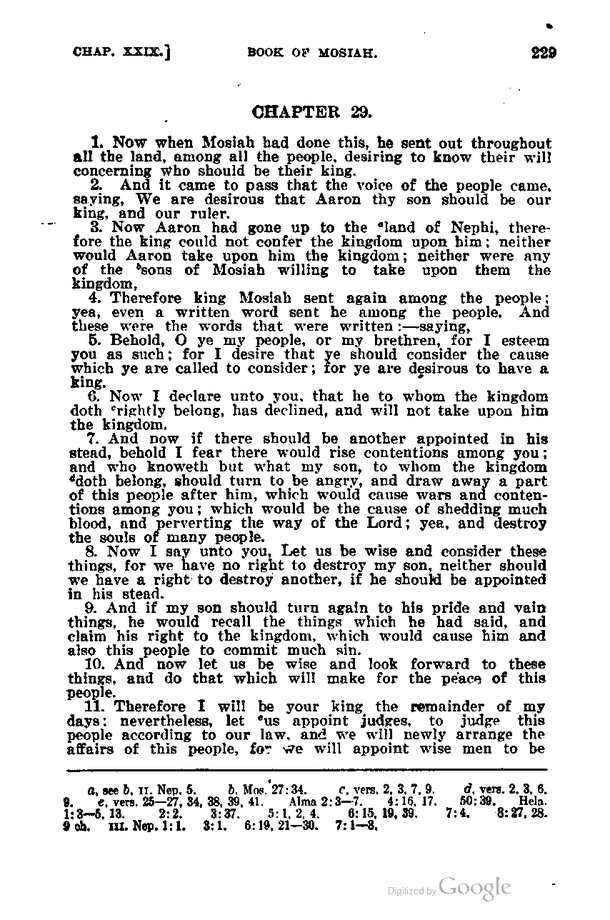 CHAP. XXIX.] BOOK OF MOSIAH. 229
CHAPTER 29.
1. Now when Mosiah had done this, he sent out throughout
all the land, among all the people, desiring to know their will
concerning who should be their king.
2. And it came to pass that the voice of the people came,
saying, We are desirous that Aaron thy son should be our
king, and our ruler.
3. Now Aaron had gone up to the ᵃland of Nephi, there-
fore the king could not confer the kingdom upon him; neither
would Aaron take upon him the kingdom; neither were any
of the ᵇsons of Mosiah willing to take upon them the
kingdom,
4. Therefore king Mosiah sent again among the people;
yea, even a written word sent he among the people. And
these were the words that were written:—saying,
5. Behold, O ye my people, or my brethren, for I esteem
you as such; for I desire that ye should consider the cause
which ye are called to consider; for ye are desirous to have a
king.
6. Now I declare unto you, that he to whom the kingdom
doth ᶜrightly belong, has declined, and will not take upon him
the kingdom.
7. And now if there should be another appointed in his
stead, behold I fear there would rise contentions among you;
and who knoweth but what my son, to whom the kingdom
ᵈdoth belong, should turn to be angry, and draw away a part
of this people after him, which would cause wars and conten-
tions among you; which would be the cause of shedding much
blood, and perverting the way of the Lord; yea, and destroy
the souls of many people.
8. Now I say unto you, Let us be wise and consider these
things, for we have no right to destroy my son, neither should
we have a right to destroy another, if he should be appointed
in his stead.
9. And if my son should turn again to his pride and vain
things, he would recall the things which he had said, and
claim his right to the kingdom, which would cause him and
also this people to commit much sin.
10. And now let us be wise and look forward to these
things, and do that which will make for the peace of this
people.
11. Therefore I will be your king the remainder of my
days; nevertheless, let ᵉus appoint judges, to judge this
people according to our law, and we will newly arrange the
affairs of this people, for we will appoint wise men to be
a, see b, II. Nep. 5. b, Mos. 27:34. c, vers. 2, 3, 7, 9. d, vers. 2, 3, 6.
9. e, vers. 25—27, 34, 38, 39, 41. Alma 2:3—7. 4:16, 17. 50:39. Hela.
1:3—5, 13. 2:2. 3:37. 5:1, 2, 4. 6:15, 19, 39. 7:4. 8:27, 28.
9 ch. III. Nep. 1:1. 3:1. 6:19, 21—30. 7:1—3.
Digitized by Google